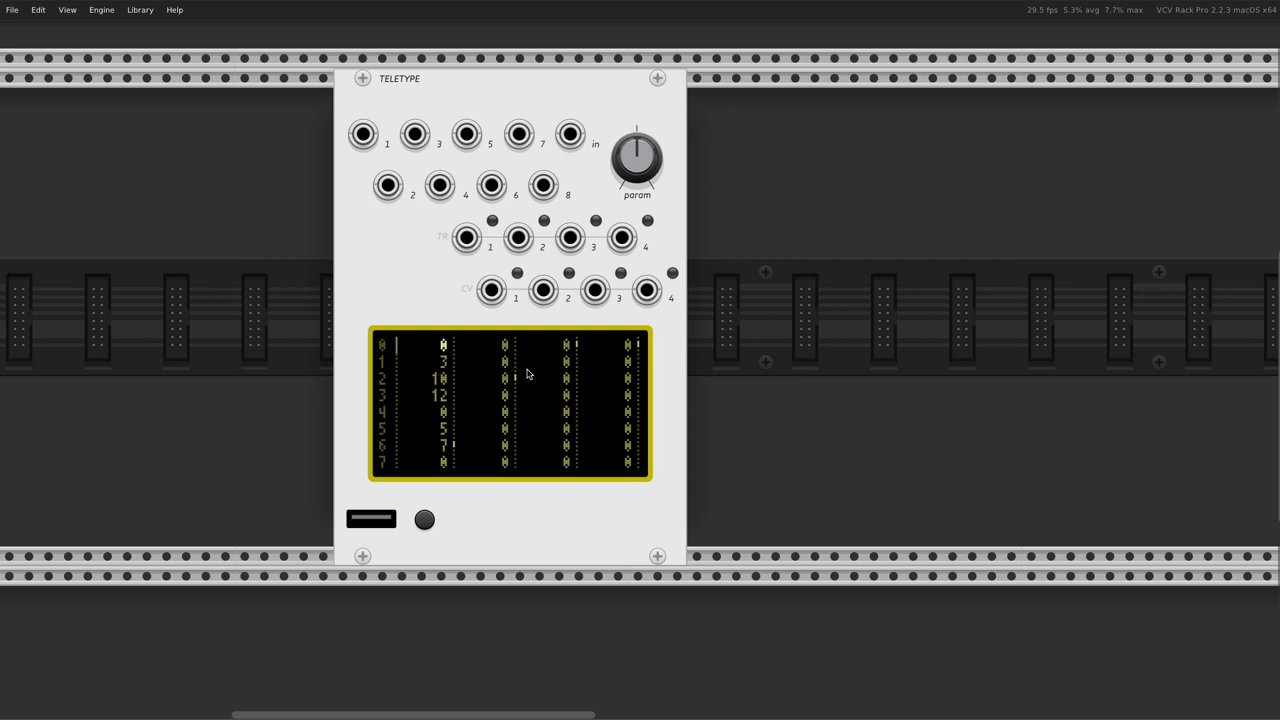 File Edit View Engine Library Help
29.5 fps 5.3% avg 7.7% max VCV Rack Pro 2.2.3 macOS x64
TELETYPE
1 3 5 7 in
2 4 6 8 param
TR 1 2 3 4
CV 1 2 3 4
0 0 0 0 0
1 3 0 0 0
2 10 0 0 0
3 12 0 0 0
4 0 0 0 0
5 5 0 0 0
6 7 0 0 0
7 0 0 0 0